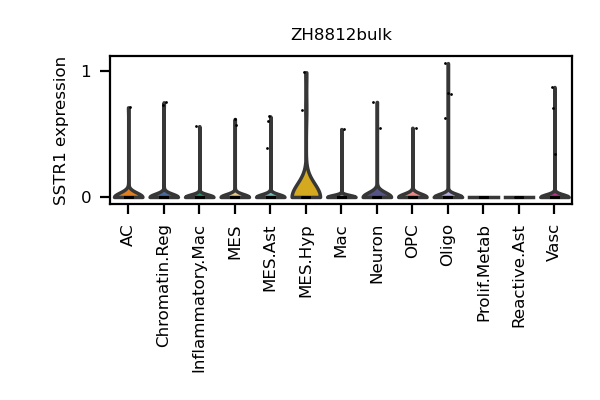 ZH8812bulk
SSTR1 expression
1
0
AC
Chromatin.Reg
Inflammatory.Mac
MES
MES.Ast
MES.Hyp
Mac
Neuron
OPC
Oligo
Prolif.Metab
Reactive.Ast
Vasc